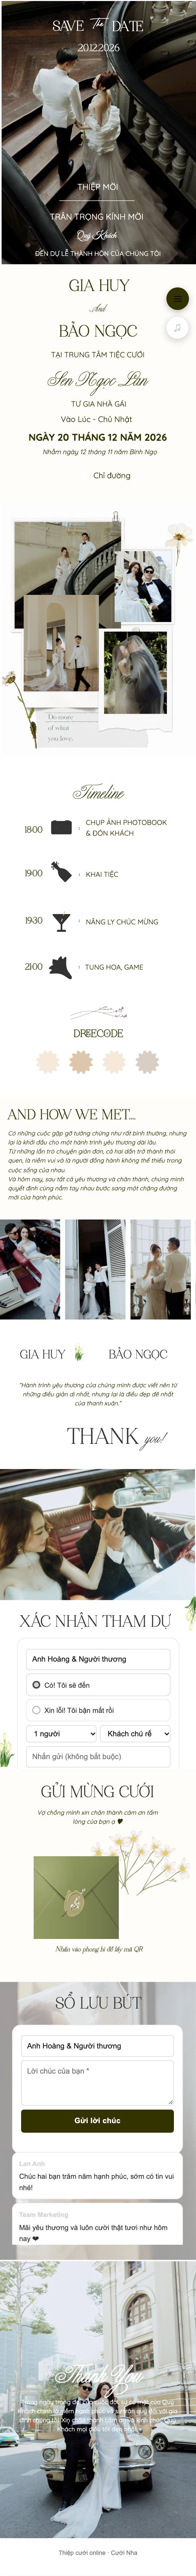 SAVE The DATE
20.12.2026
THIỆP MỜI
TRÂN TRỌNG KÍNH MỜI
Quý Khách
ĐẾN DỰ LỄ THÀNH HÔN CỦA CHÚNG TÔI
GIA HUY
And
BẢO NGỌC
TẠI TRUNG TÂM TIỆC CƯỚI
Sen Ngọc Lan
TƯ GIA NHÀ GÁI
Vào Lúc - Chủ Nhật
NGÀY 20 THÁNG 12 NĂM 2026
Nhằm ngày 12 tháng 11 năm Bính Ngọ
Chỉ đường
Do more
of what
you love.
Timeline
18:00
CHỤP ẢNH PHOTOBOOK
& ĐÓN KHÁCH
19:00
KHAI TIỆC
19:30
NÂNG LY CHÚC MỪNG
21:00
TUNG HOA, GAME
DRESSCODE
AND HOW WE MET...
Có những cuộc gặp gỡ tưởng chừng như rất bình thường, nhưng
lại là khởi đầu cho một hành trình yêu thương dài lâu.
Từ những lần trò chuyện giản đơn, cả hai dần trở thành thói
quen, là niềm vui và là người đồng hành không thể thiếu trong
cuộc sống của nhau.
Và hôm nay, sau tất cả yêu thương và chân thành, chúng mình
quyết định cùng nắm tay nhau bước sang một chặng đường
mới của hạnh phúc.
GIA HUY
BẢO NGỌC
"Hành trình yêu thương của chúng mình được viết nên từ
những điều giản dị nhất, nhưng lại là điều đẹp đẽ nhất
của thanh xuân."
THANK you!
XÁC NHẬN THAM DỰ
Anh Hoàng & Người thương
Có! Tôi sẽ đến
Xin lỗi! Tôi bận mất rồi
1 người
Khách chú rể
Nhắn gửi (không bắt buộc)
GỬI MỪNG CƯỚI
Vợ chồng mình xin chân thành cảm ơn tấm
lòng của bạn ạ 🖤
Nhấn vào phong bì để lấy mã QR
SỔ LƯU BÚT
Anh Hoàng & Người thương
Lời chúc của bạn *
Gửi lời chúc
Lan Anh
Chúc hai bạn trăm năm hạnh phúc, sớm có tin vui
nhé!
Team Marketing
Mãi yêu thương và luôn cười thật tươi như hôm
nay ❤
Thank You
Thiệp cưới online · Cưới Nha